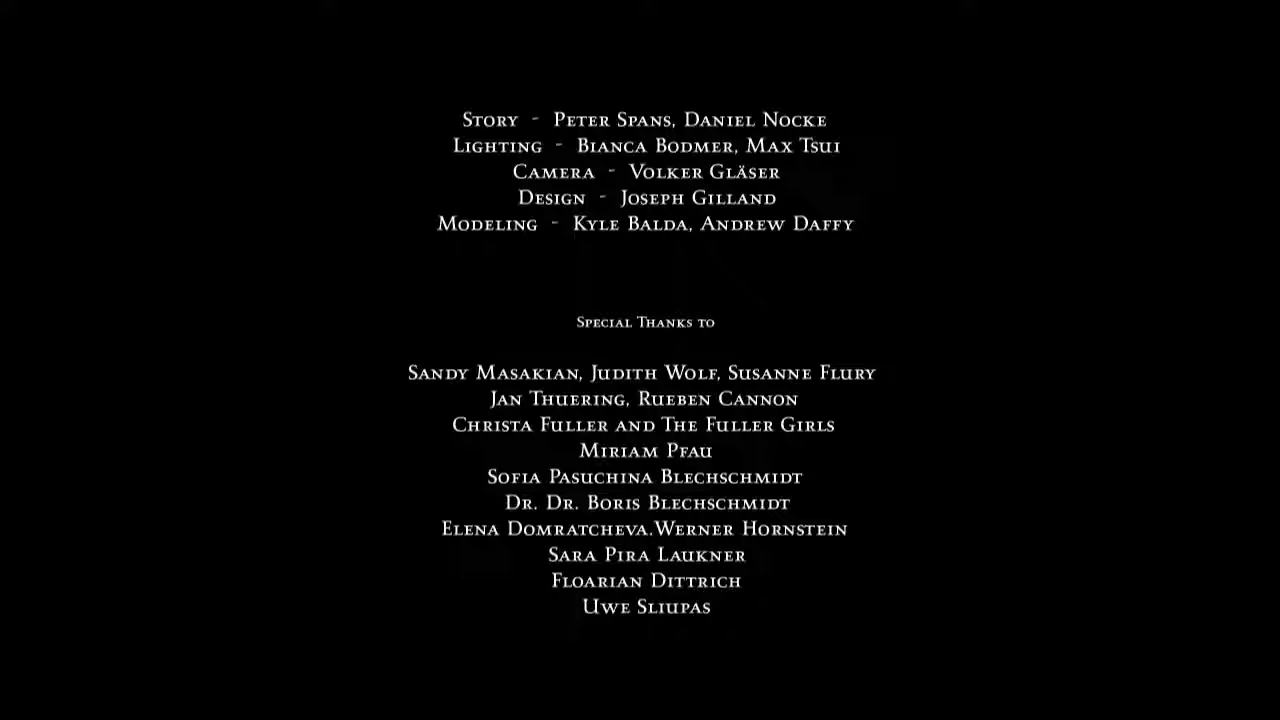 Story - Peter Spans, Daniel Nocke
Lighting - Bianca Bodmer, Max Tsui
Camera - Volker Gläser
Design - Joseph Gilland
Modeling - Kyle Balda, Andrew Daffy
Special Thanks to
Sandy Masakian, Judith Wolf, Susanne Flury
Jan Thuering, Rueben Cannon
Christa Fuller and The Fuller Girls
Miriam Pfau
Sofia Pasuchina Blechschmidt
Dr. Dr. Boris Blechschmidt
Elena Domratcheva.Werner Hornstein
Sara Pira Laukner
Floarian Dittrich
Uwe Sliupas